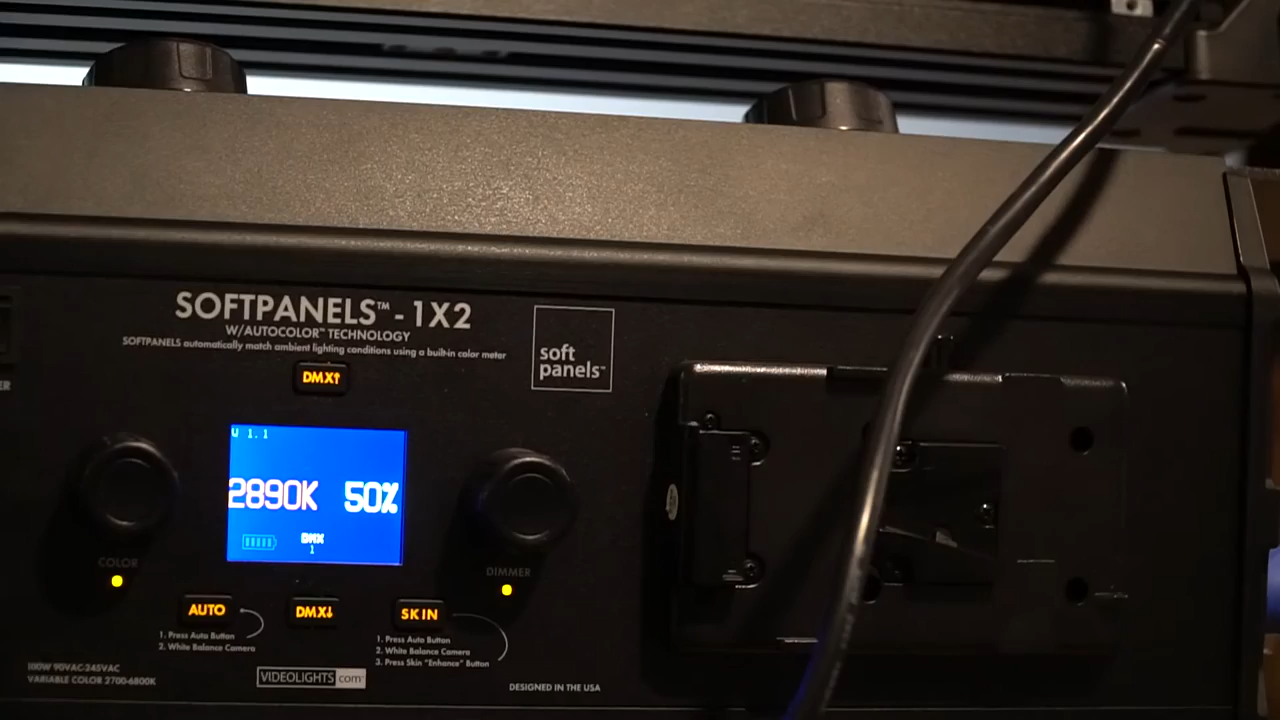 SOFTPANELS™ - 1X2
W/AUTOCOLOR™ TECHNOLOGY
SOFTPANELS automatically match ambient lighting conditions using a built-in color meter
soft
panels™
ER
DMX↑
1.1
2890K 50%
DMX
1
COLOR
DIMMER
AUTO
DMX↓
SKIN
1. Press Auto Button
2. White Balance Camera
1. Press Auto Button
2. White Balance Camera
3. Press Skin "Enhance" Button
100W 90VAC-245VAC
VARIABLE COLOR 2700-6800K
VIDEOLIGHTS.com
DESIGNED IN THE USA